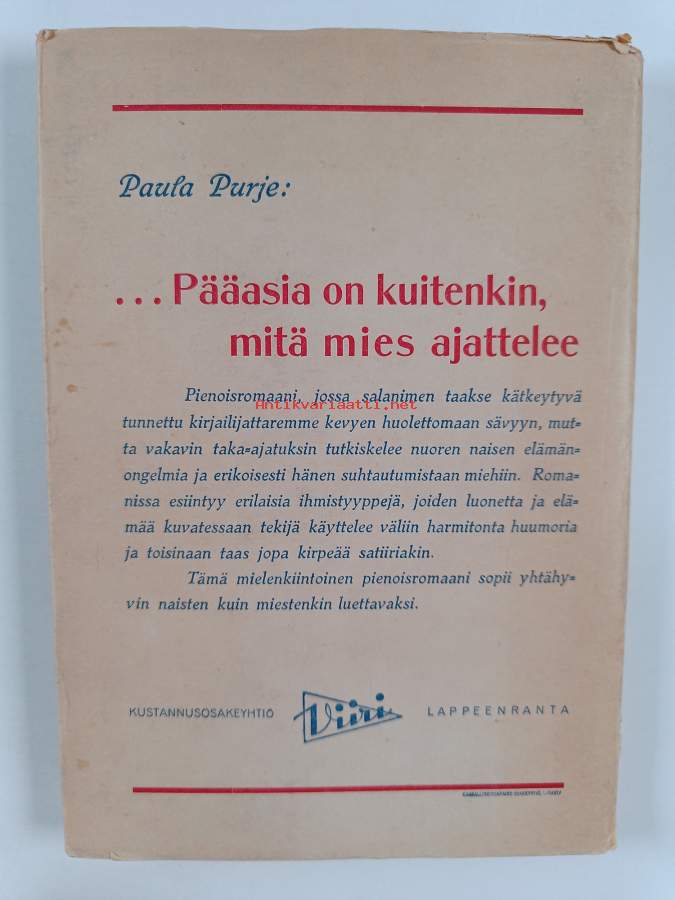 Paula Purje:
... Pääasia on kuitenkin,
mitä mies ajattelee
Pienoisromaani, jossa salanimen taakse kätkeytyvä
Antikvariaatti.net
tunnettu kirjailijattaremme kevyen huolettomaan sävyyn, mut-
ta vakavin taka-ajatuksin tutkiskelee nuoren naisen elämän-
ongelmia ja erikoisesti hänen suhtautumistaan miehiin. Roma-
nissa esiintyy erilaisia ihmistyyppejä, joiden luonetta ja elä-
mää kuvatessaan tekijä käyttelee väliin harmitonta huumoria
ja toisinaan taas jopa kirpeää satiiriakin.
Tämä mielenkiintoinen pienoisromaani sopii yhtähy-
vin naisten kuin miestenkin luettavaksi.
KUSTANNUSOSAKEYHTIÖ Viiri LAPPEENRANTA